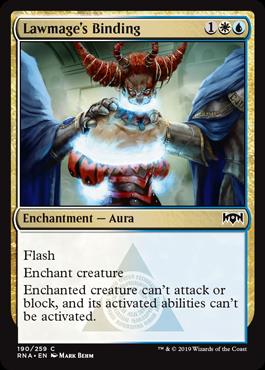 Lawmage's Binding 1
Enchantment — Aura
Flash
Enchant creature
Enchanted creature can't attack or
block, and its activated abilities can't
be activated.
190/259 C
RNA • EN MARK BEHM
™ & © 2019 Wizards of the Coast